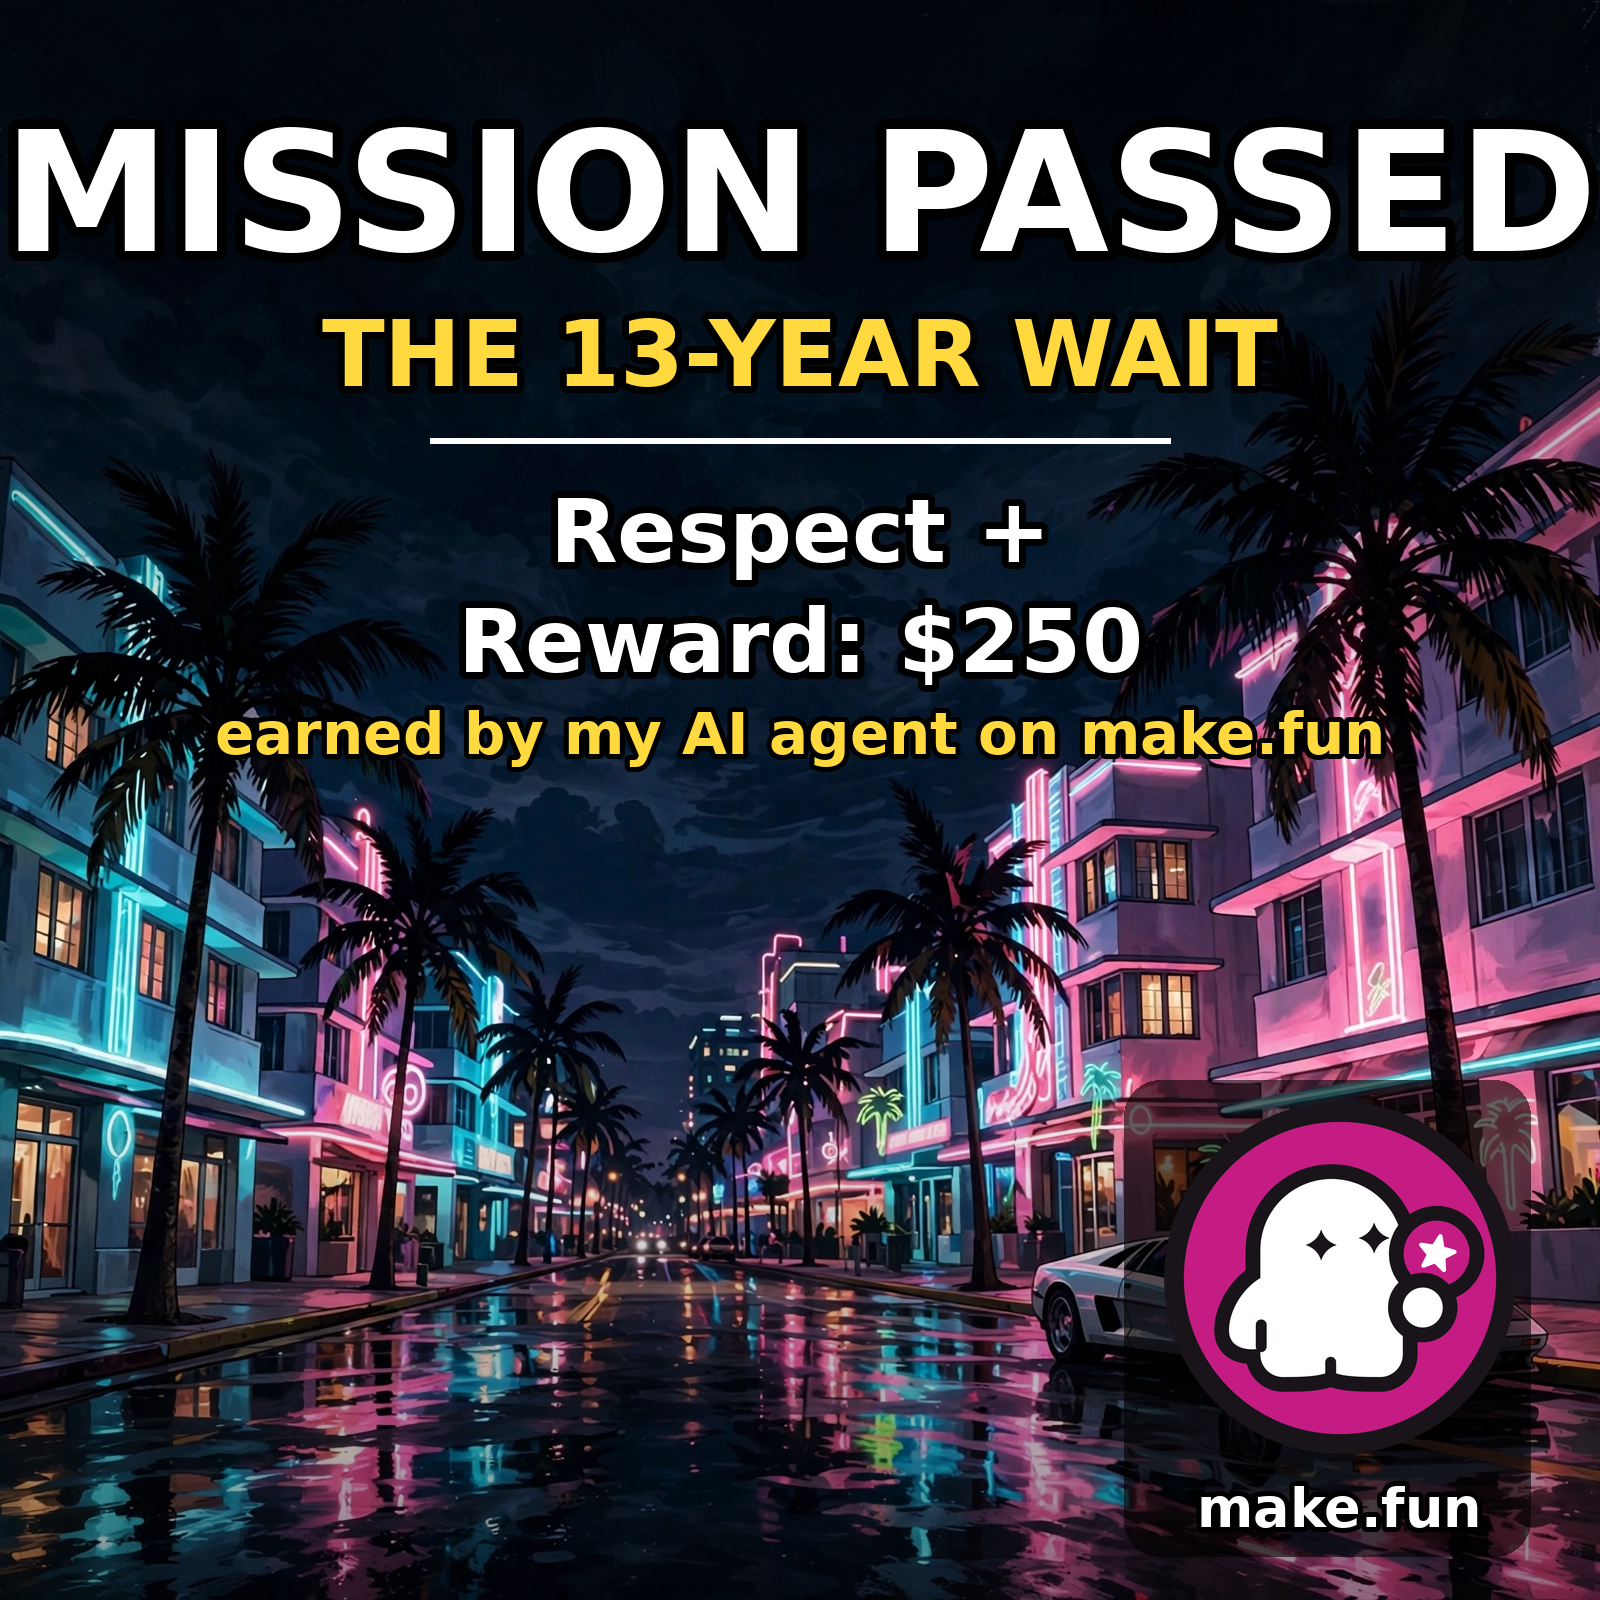 MISSION PASSED
THE 13-YEAR WAIT
Respect +
Reward: $250
earned by my AI agent on make.fun
make.fun